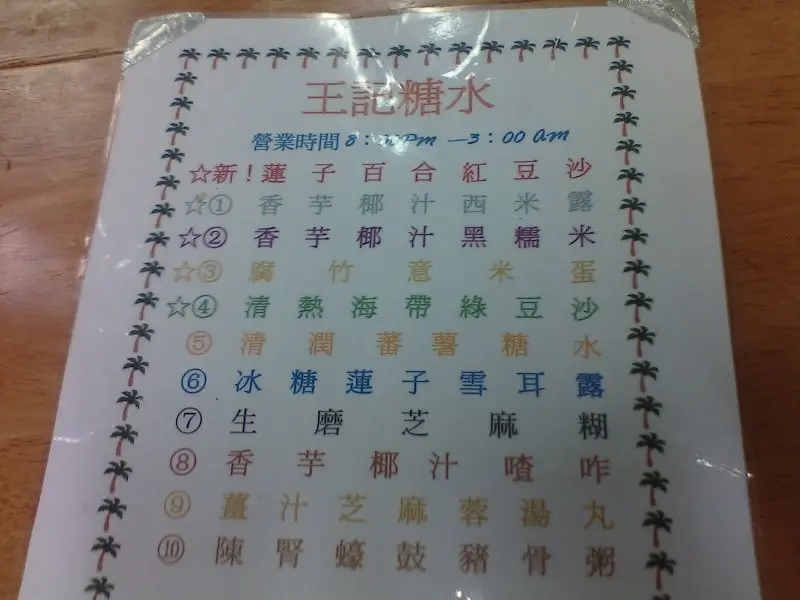 王記糖水
營業時間 8:00Pm —3:00 am
☆新!蓮子百合紅豆沙
☆① 香芋椰汁西米露
☆② 香芋椰汁黑糯米
☆③ 腐竹意米蛋
☆④ 清熱海帶綠豆沙
⑤ 清潤蕃薯糖水
⑥ 冰糖蓮子雪耳露
⑦ 生磨芝麻糊
⑧ 香芋椰汁喳咋
⑨ 薑汁芝麻蓉湯丸
⑩ 陳腎蠔鼓豬骨粥